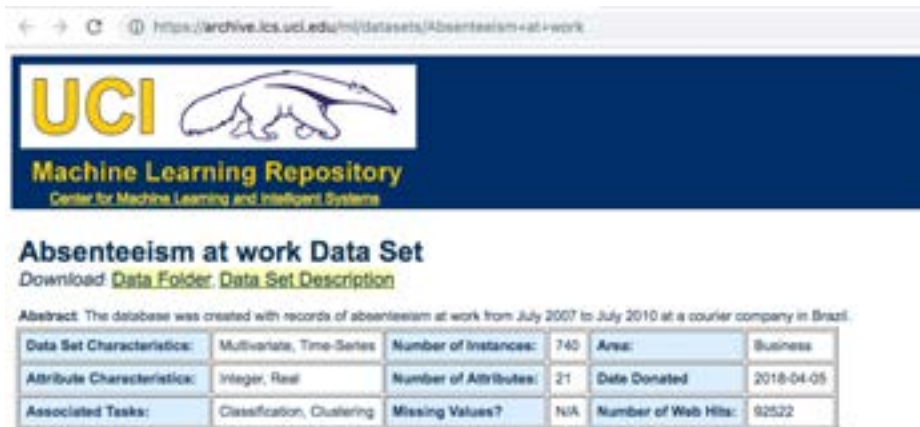 https://archive.ics.uci.edu/ml/datasets/Absenteeism+at+work
UCI
Machine Learning Repository
Center for Machine Learning and Intelligent Systems
Absenteeism at work Data Set
Download: Data Folder, Data Set Description
Abstract: The database was created with records of absenteeism at work from July 2007 to July 2010 at a courier company in Brazil.
Data Set Characteristics: Multivariate, Time-Series Number of Instances: 740 Area: Business
Attribute Characteristics: Integer, Real Number of Attributes: 21 Date Donated 2018-04-05
Associated Tasks: Classification, Clustering Missing Values? N/A Number of Web Hits: 92522